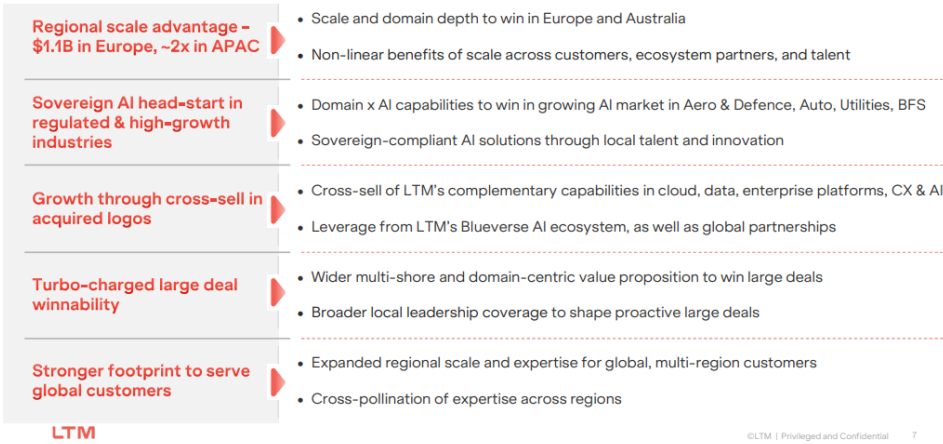 Regional scale advantage –
$1.1B in Europe, ~2x in APAC
• Scale and domain depth to win in Europe and Australia
• Non-linear benefits of scale across customers, ecosystem partners, and talent
Sovereign AI head-start in
regulated & high-growth
industries
• Domain x AI capabilities to win in growing AI market in Aero & Defence, Auto, Utilities, BFS
• Sovereign-compliant AI solutions through local talent and innovation
Growth through cross-sell in
acquired logos
• Cross-sell of LTM's complementary capabilities in cloud, data, enterprise platforms, CX & AI
• Leverage from LTM's Blueverse AI ecosystem, as well as global partnerships
Turbo-charged large deal
winnability
• Wider multi-shore and domain-centric value proposition to win large deals
• Broader local leadership coverage to shape proactive large deals
Stronger footprint to serve
global customers
• Expanded regional scale and expertise for global, multi-region customers
• Cross-pollination of expertise across regions
LTM
©LTM | Privileged and Confidential 7